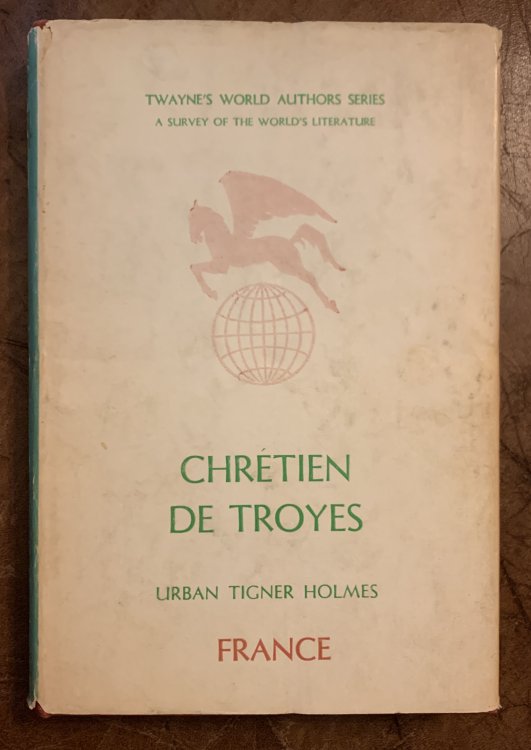 TWAYNE'S WORLD AUTHORS SERIES
A SURVEY OF THE WORLD'S LITERATURE
CHRÉTIEN
DE TROYES
URBAN TIGNER HOLMES
FRANCE